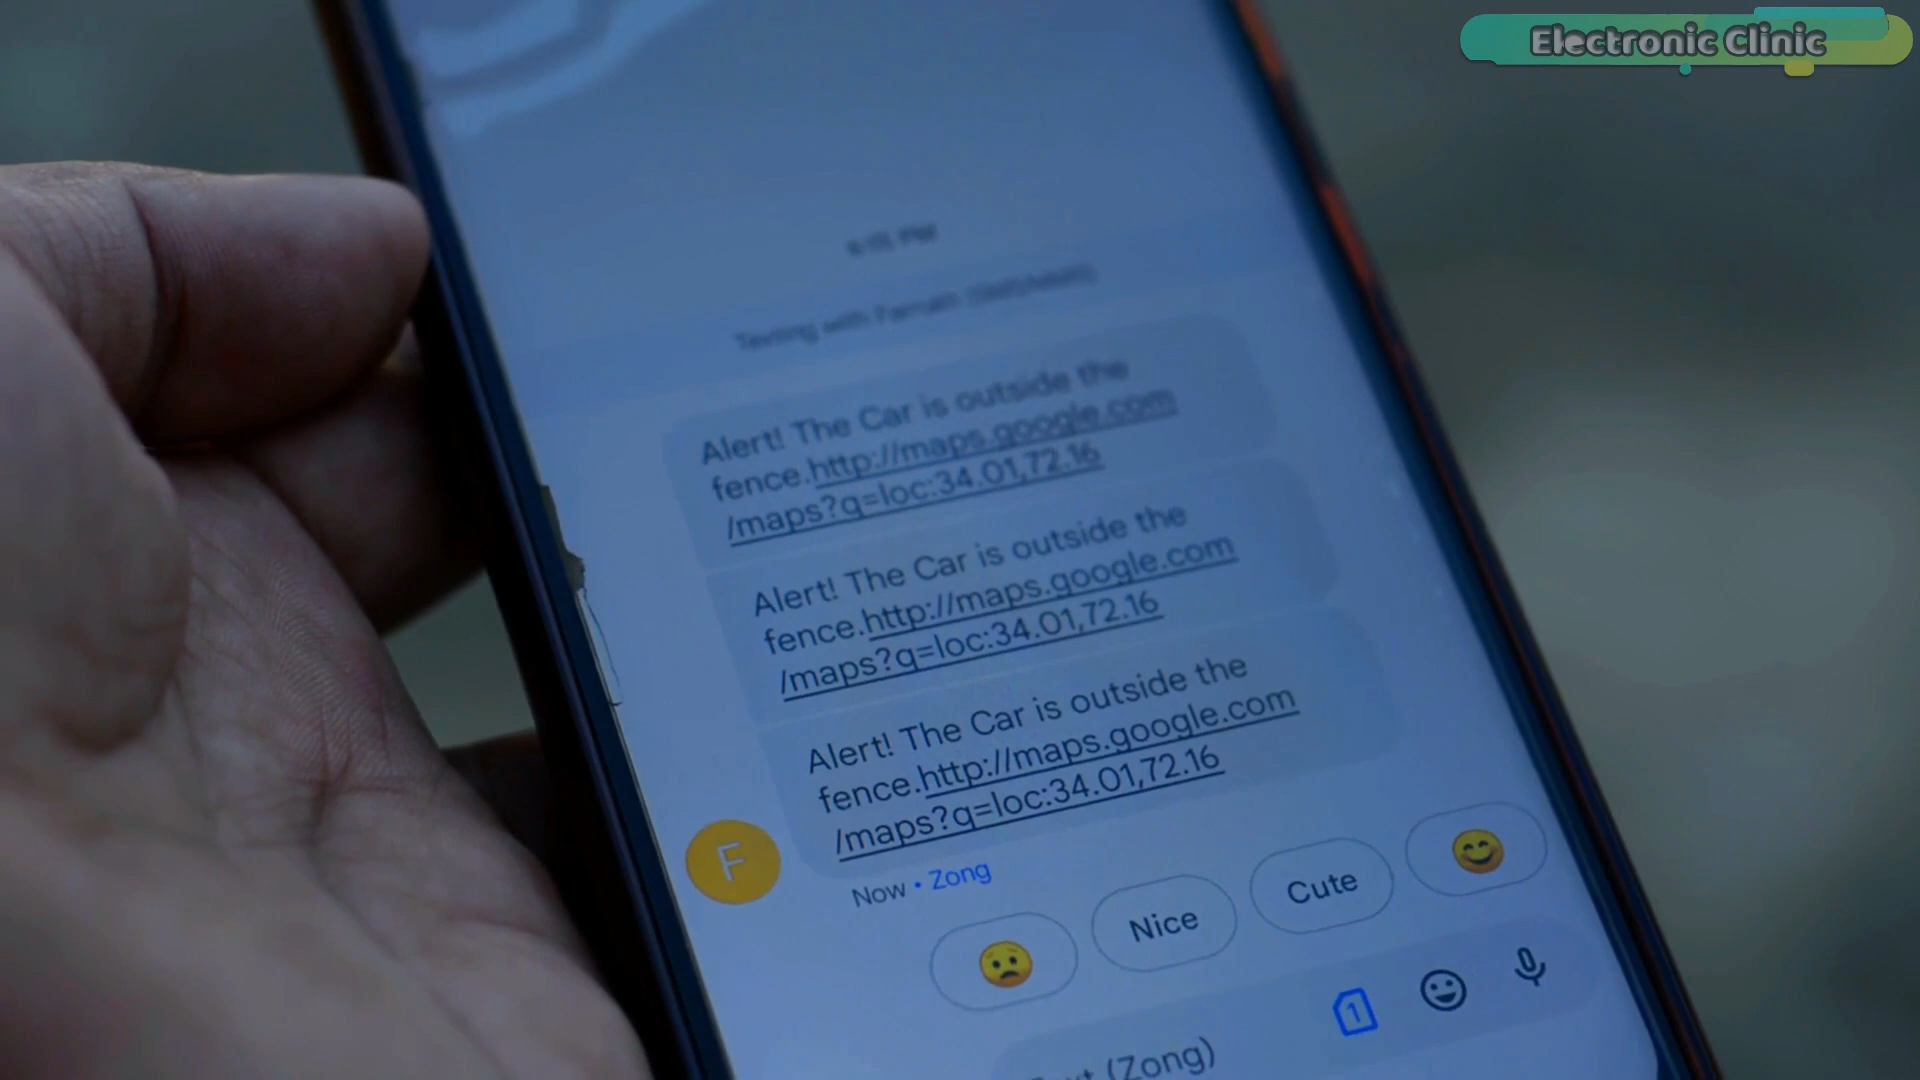 Electronic Clinic
Texting with
Alert! The Car is outside the
fence.http://maps.google.com
/maps?q=loc:34.01,72.16
Alert! The Car is outside the
fence.http://maps.google.com
/maps?q=loc:34.01,72.16
Alert! The Car is outside the
fence.http://maps.google.com
/maps?q=loc:34.01,72.16
F
Now • Zong
Nice
Cute
1
(Zong)